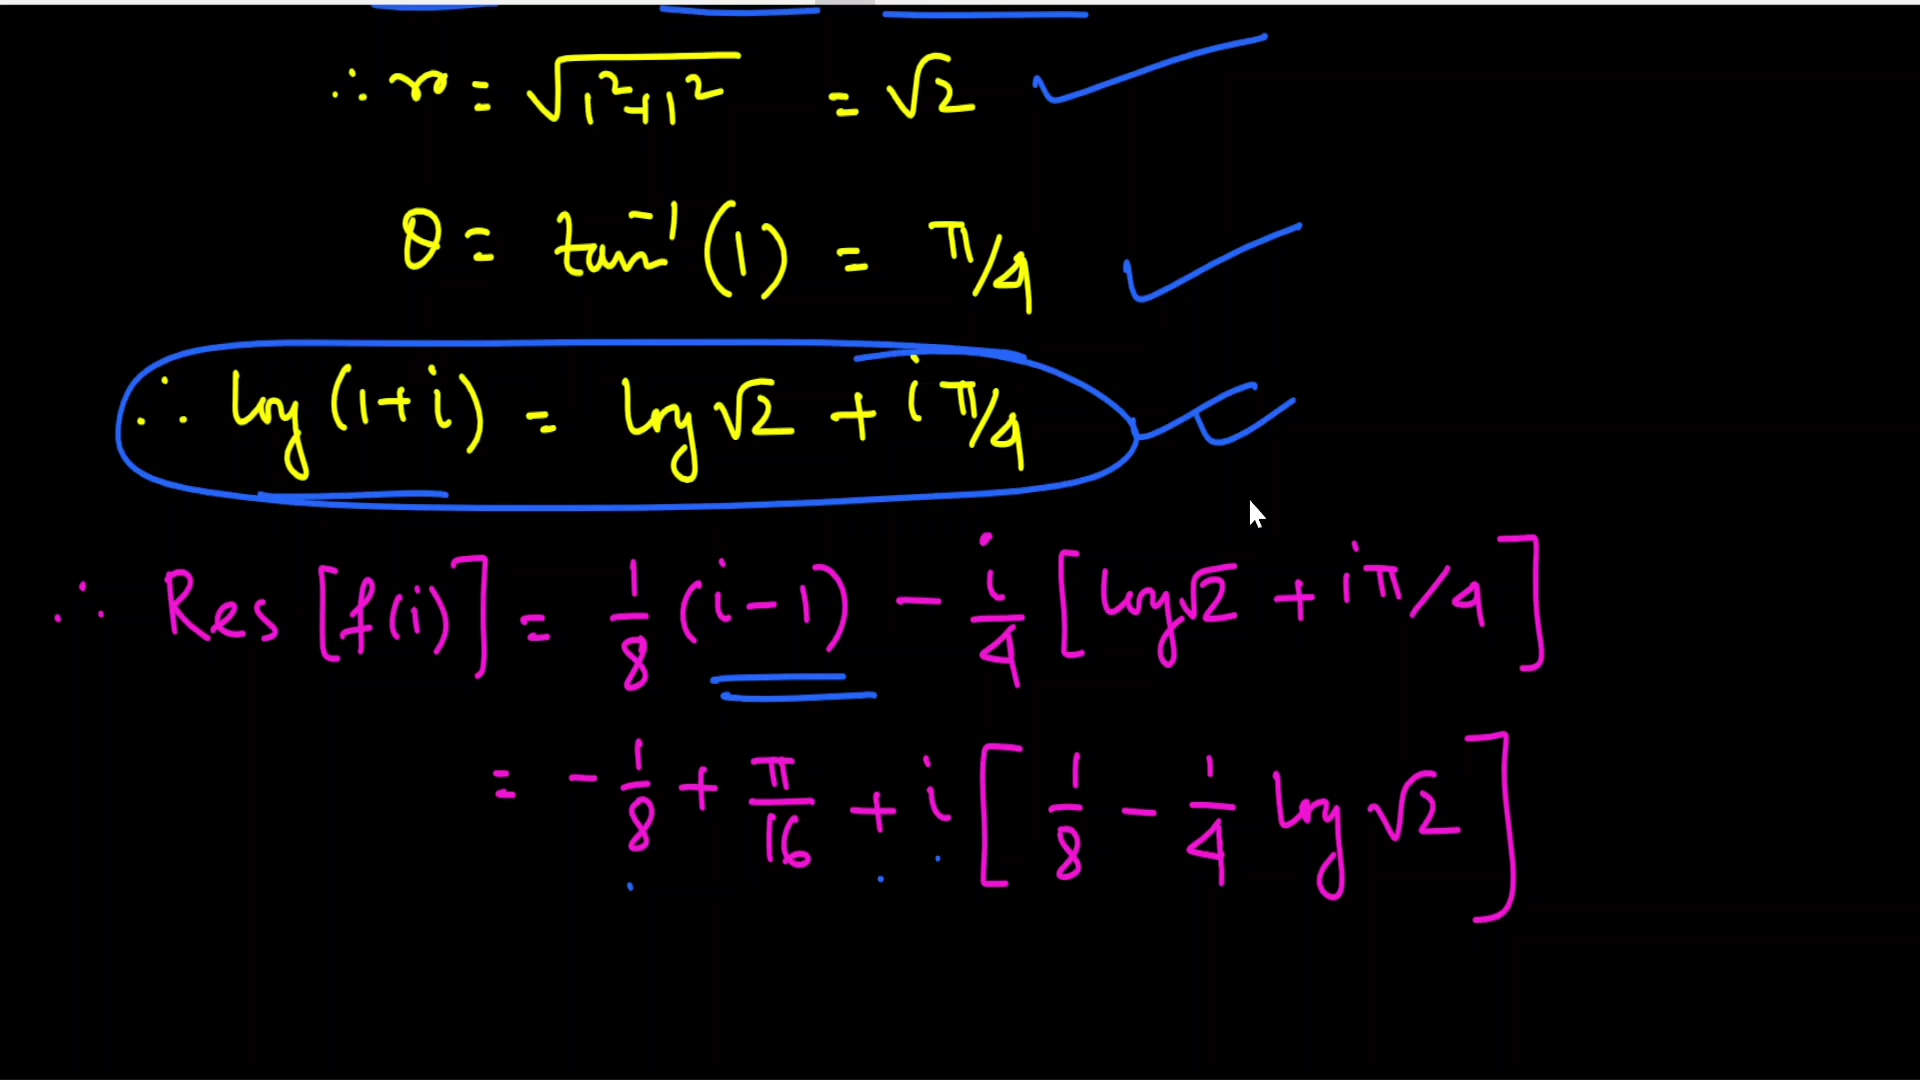 ∴ r = √(1²+1²) = √2
θ = tan⁻¹(1) = π/4
∴ log(1+i) = log√2 + iπ/4
∴ Res [f(i)] = 1/8 (i-1) - i/4 [log√2 + iπ/4]
= -1/8 + π/16 + i [1/8 - 1/4 log √2]